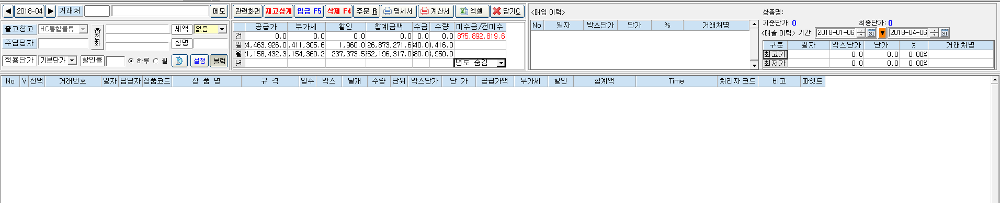 ◀ 2018-04 ▶ 거래처 메모
출고창고 HC통합물류 ☎전화 세액 없음
주담당자 성명
적용단가 기본단가 할인율 하루 월 설정 블럭
관련화면 재고상계 입금 F5 삭제 F4 주문 R 명세서 계산서 엑셀 닫기C
공급가 부가세 할인 합계금액 수금 수량 미수금/전미수
건 0.0 0.0 0.0 0.0 0.0 0.0 875,892,819.6
일 24,463,926.0 ,411,305.6 1,960.0 26,873,271.6 340.0 ,416.0
월 1,158,432.3 ,154,360.2 237,373.5 352,196,317.0 380.0 ,950.0
년 년도 숨김
<매입 이력>
No 일자 박스단가 단가 % 거래처명
상품명:
기준단가: 0 최종단가: 0
<매출 이력> 기간: 2018-01-06 31 ▼ 2018-04-06 31
구분 일자 박스단가 단가 % 거래처명
최고가 0.0 0.0 0.00%
최저가 0.0 0.0 0.00%
No V 선택 거래번호 일자 담당자 상품코드 상 품 명 규 격 입수 박스 낱개 수량 단위 박스단가 단 가 공급가액 부가세 할인 합계액 Time 처리자 코드 비고 파렛트